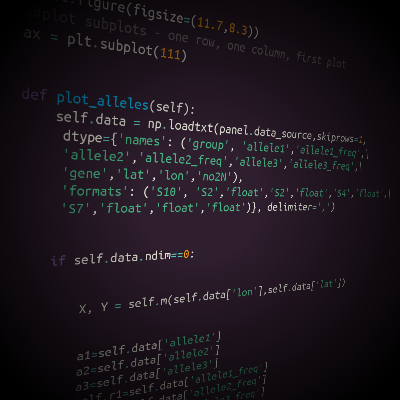 figure(figsize=(11.7,8.3))
subplots - one row, one column, first plot
ax = plt.subplot(111)
def plot_alleles(self):
self.data = np.loadtxt(panel.data_source,skiprows=1,
dtype={'names': ('group', 'allele1','allele1_freq',\
'allele2','allele2_freq','allele3','allele3_freq',\
'gene','lat','lon','no2N'),
'formats': ('S10', 'S2','float','S2','float','S4','float',\
'S7','float','float','float')}, delimiter=',')
if self.data.ndim==0:
X, Y = self.m(self.data['lon'],self.data['lat'])
a1=self.data['allele1']
a2=self.data['allele2']
a3=self.data['allele3']
r1=self.data['allele1_freq']
self.data['allele2_freq']